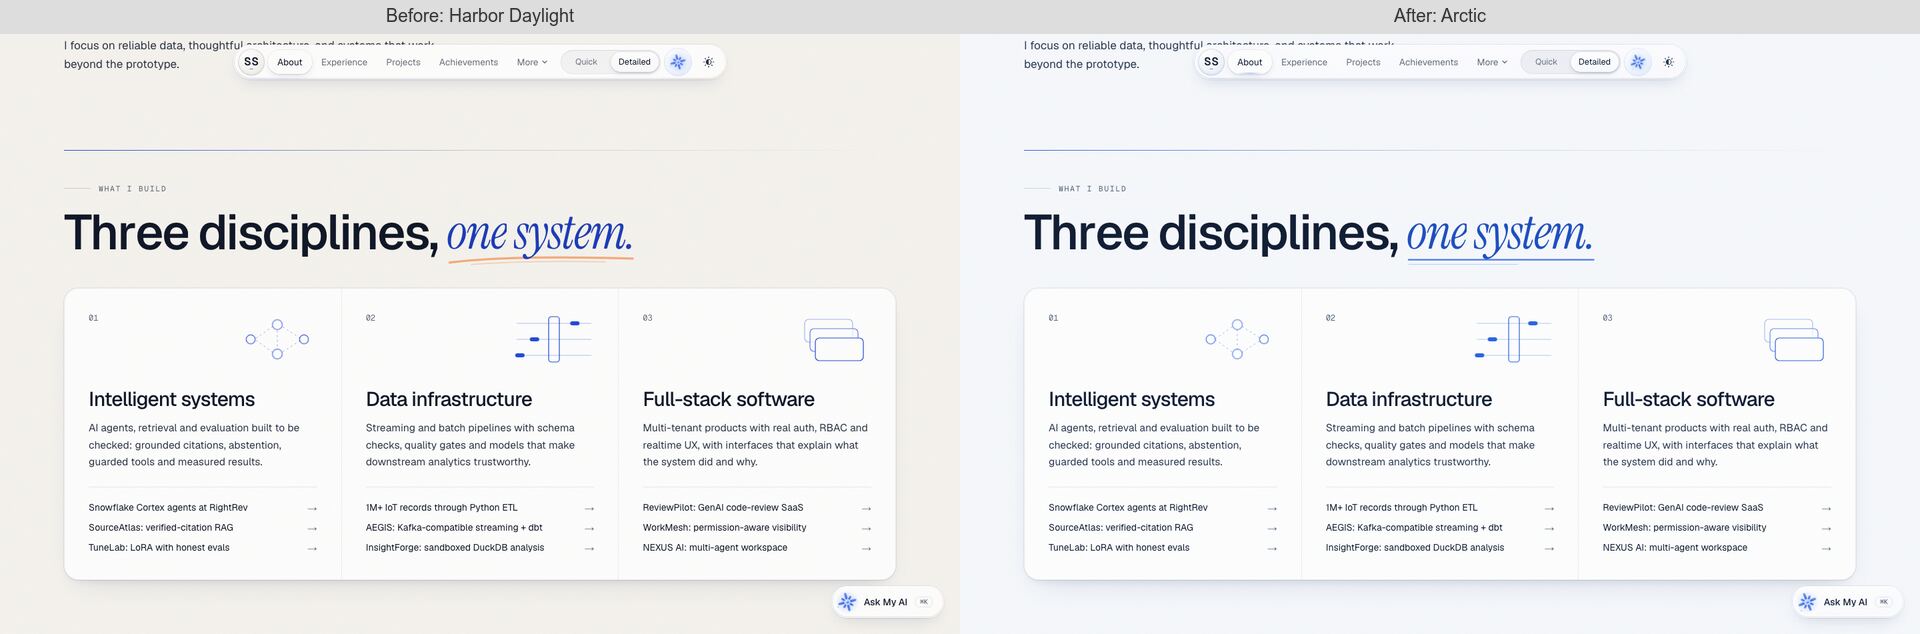 Before: Harbor Daylight
I focus on reliable data, thoughtful architecture, and systems that work
beyond the prototype.
SS About Experience Projects Achievements More Quick Detailed
WHAT I BUILD
Three disciplines, one system.
01
Intelligent systems
AI agents, retrieval and evaluation built to be
checked: grounded citations, abstention,
guarded tools and measured results.
Snowflake Cortex agents at RightRev →
SourceAtlas: verified-citation RAG →
TuneLab: LoRA with honest evals →
02
Data infrastructure
Streaming and batch pipelines with schema
checks, quality gates and models that make
downstream analytics trustworthy.
1M+ IoT records through Python ETL →
AEGIS: Kafka-compatible streaming + dbt →
InsightForge: sandboxed DuckDB analysis →
03
Full-stack software
Multi-tenant products with real auth, RBAC and
realtime UX, with interfaces that explain what
the system did and why.
ReviewPilot: GenAI code-review SaaS →
WorkMesh: permission-aware visibility →
NEXUS AI: multi-agent workspace →
Ask My AI ⌘K
After: Arctic
I focus on reliable data, thoughtful architecture, and systems that work
beyond the prototype.
SS About Experience Projects Achievements More Quick Detailed
WHAT I BUILD
Three disciplines, one system.
01
Intelligent systems
AI agents, retrieval and evaluation built to be
checked: grounded citations, abstention,
guarded tools and measured results.
Snowflake Cortex agents at RightRev →
SourceAtlas: verified-citation RAG →
TuneLab: LoRA with honest evals →
02
Data infrastructure
Streaming and batch pipelines with schema
checks, quality gates and models that make
downstream analytics trustworthy.
1M+ IoT records through Python ETL →
AEGIS: Kafka-compatible streaming + dbt →
InsightForge: sandboxed DuckDB analysis →
03
Full-stack software
Multi-tenant products with real auth, RBAC and
realtime UX, with interfaces that explain what
the system did and why.
ReviewPilot: GenAI code-review SaaS →
WorkMesh: permission-aware visibility →
NEXUS AI: multi-agent workspace →
Ask My AI ⌘K